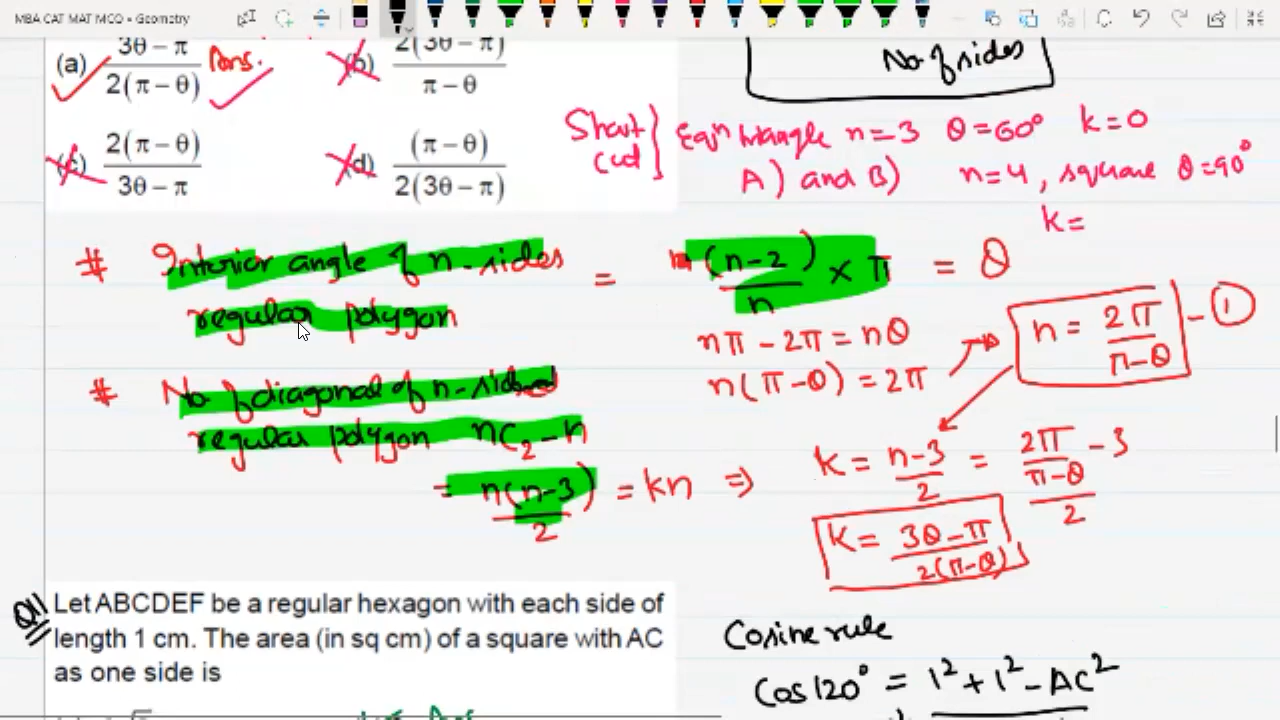 MBA CAT MAT MCQ - Geometry
(a) 3θ − π / 2(π − θ) Ans. (b) 2(3θ − π) / π − θ
No of sides
(c) 2(π − θ) / 3θ − π (d) (π − θ) / 2(3θ − π)
Short cut } Eqn triangle n=3 θ=60° k=0
A) and B) n=4, square θ=90°
k=
# Interior angle of n-sides regular polygon = (n-2)/n × π = θ
nπ - 2π = nθ
n(π-θ) = 2π
n = 2π/(π-θ) - ①
# No of diagonal of n-sided
regular polygon nC₂ - n
= n(n-3)/2 = kn ⇒ k = n-3/2 = (2π/(π-θ) - 3)/2
k = 3θ-π / 2(π-θ)
Q11 Let ABCDEF be a regular hexagon with each side of
length 1 cm. The area (in sq cm) of a square with AC
as one side is
Cosine rule
Cos120° = 1² + 1² - AC²